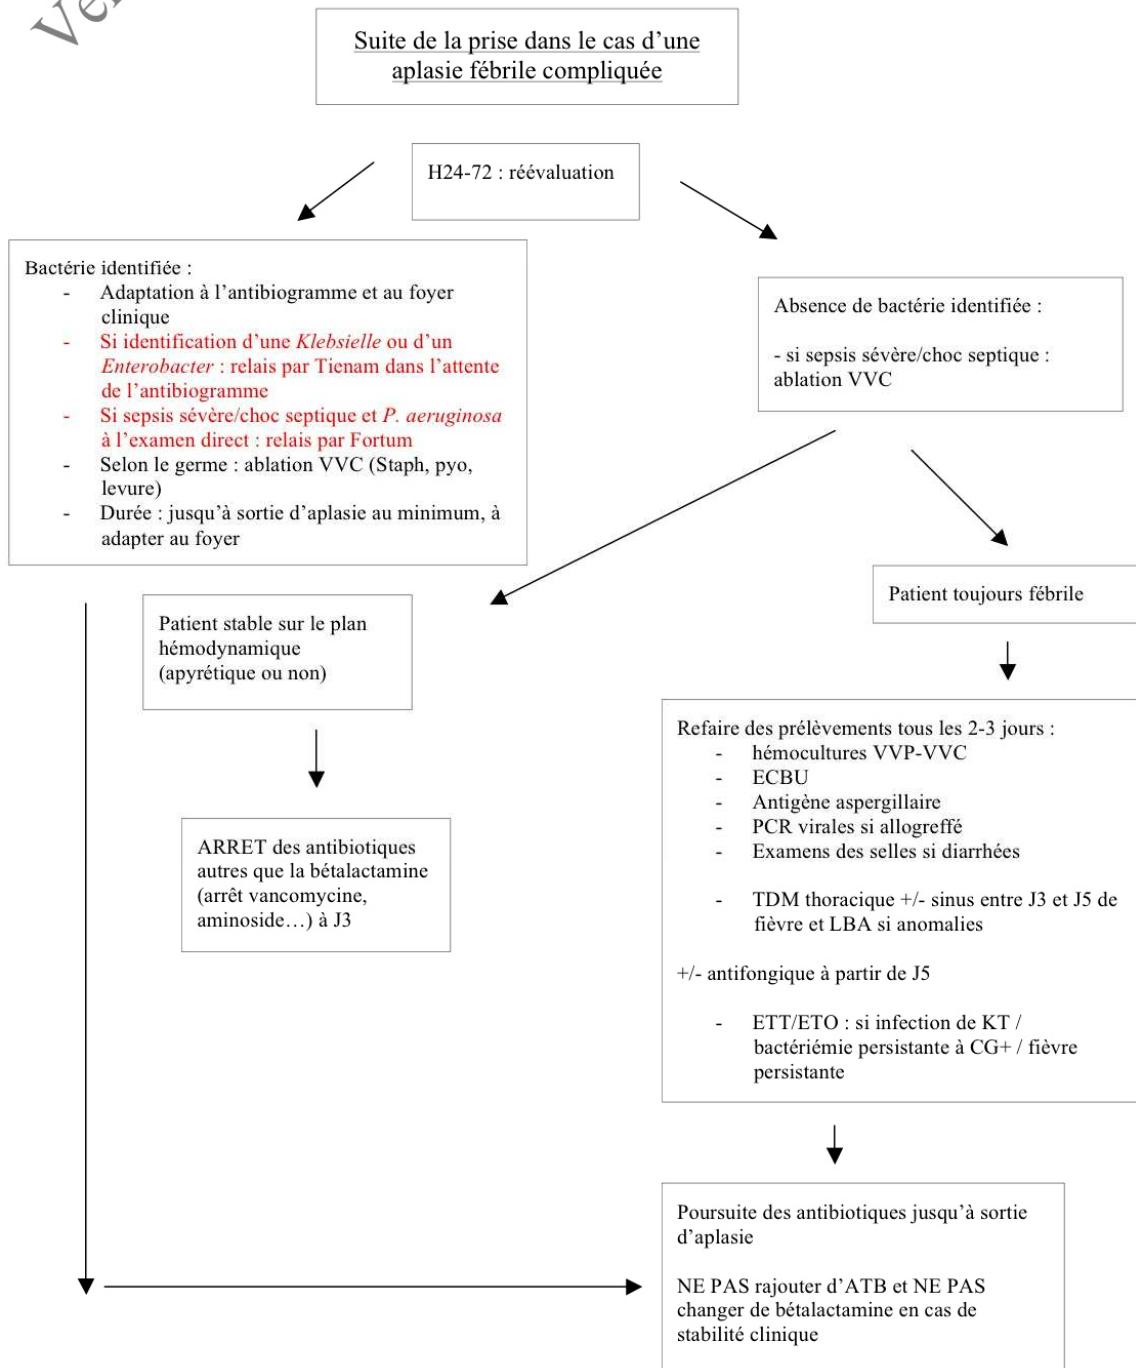 Suite de la prise dans le cas d’une
aplasie fébrile compliquée
H24-72 : réévaluation
Bactérie identifiée :
- Adaptation à l’antibiogramme et au foyer
clinique
- Si identification d’une Klebsielle ou d’un
Enterobacter : relais par Tienam dans l’attente
de l’antibiogramme
- Si sepsis sévère/choc septique et P. aeruginosa
à l’examen direct : relais par Fortum
- Selon le germe : ablation VVC (Staph, pyo,
levure)
- Durée : jusqu’à sortie d’aplasie au minimum, à
adapter au foyer
Absence de bactérie identifiée :
- si sepsis sévère/choc septique :
ablation VVC
Patient stable sur le plan
hémodynamique
(apyrétique ou non)
ARRET des antibiotiques
autres que la bétalactamine
(arrêt vancomycine,
aminoside…) à J3
Patient toujours fébrile
Refaire des prélèvements tous les 2-3 jours :
- hémocultures VVP-VVC
- ECBU
- Antigène aspergillaire
- PCR virales si allogreffé
- Examens des selles si diarrhées
- TDM thoracique +/- sinus entre J3 et J5 de
fièvre et LBA si anomalies
+/- antifongique à partir de J5
- ETT/ETO : si infection de KT /
bactériémie persistante à CG+ / fièvre
persistante
Poursuite des antibiotiques jusqu’à sortie
d’aplasie
NE PAS rajouter d’ATB et NE PAS
changer de bétalactamine en cas de
stabilité clinique